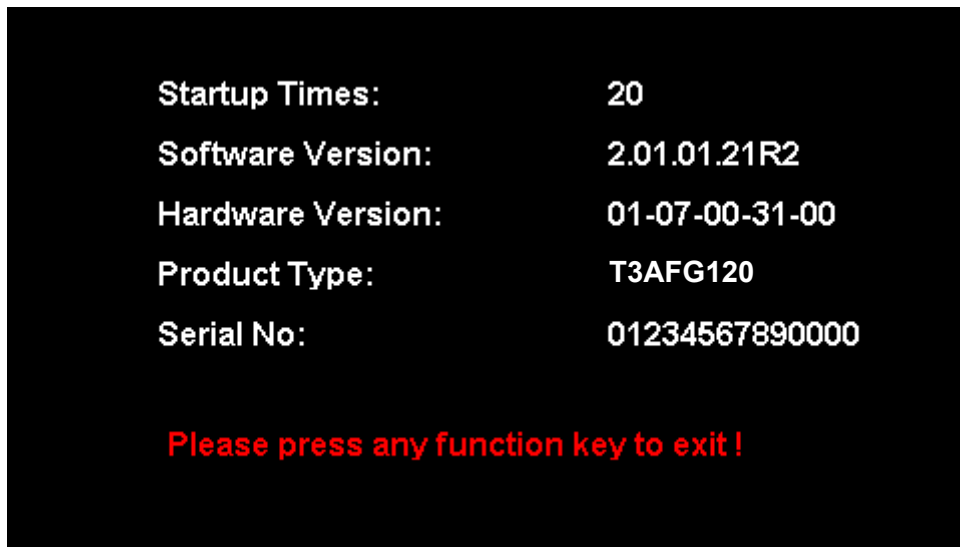 Startup Times: 20
Software Version: 2.01.01.21R2
Hardware Version: 01-07-00-31-00
Product Type: T3AFG120
Serial No: 01234567890000
Please press any function key to exit !